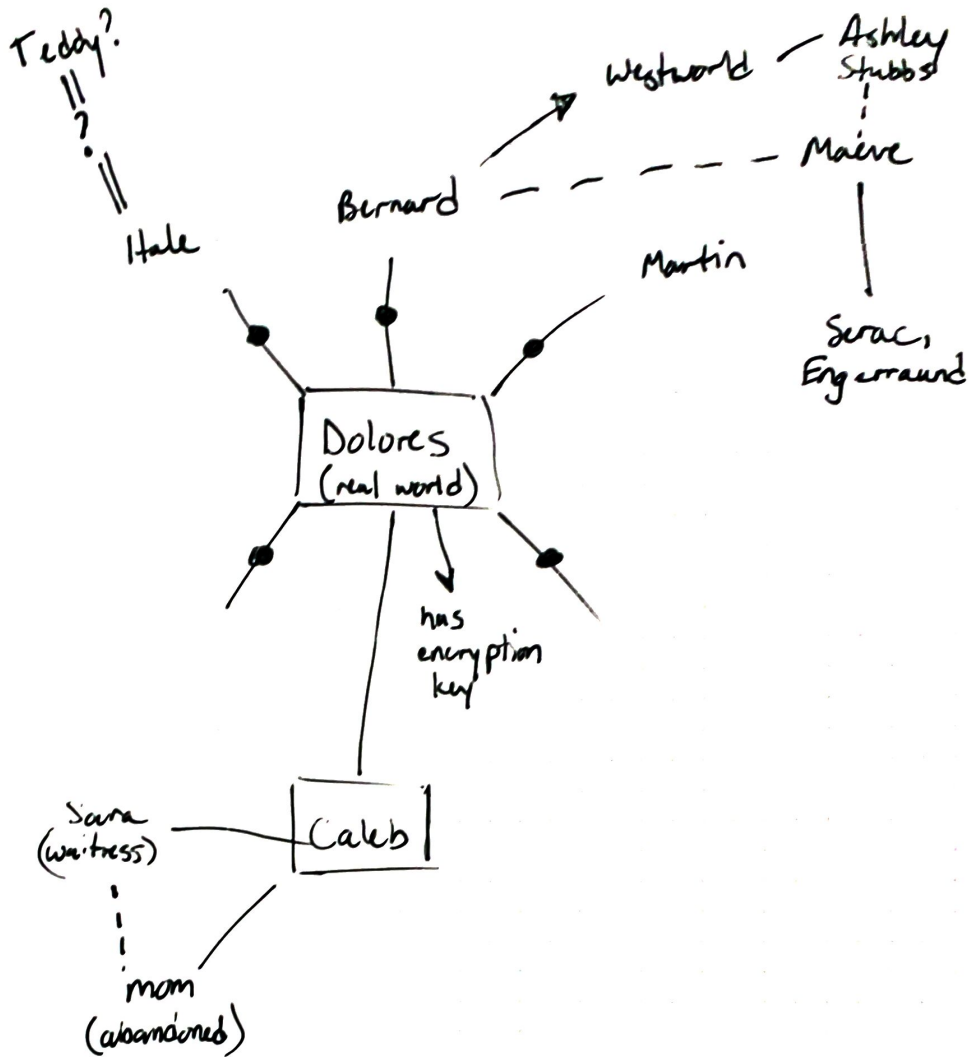 Teddy?
?
Hale
Bernard
Westworld
Ashley
Stubbs
Maeve
Martin
Serac,
Engerraund
Dolores
(real world)
has
encryption
key
Caleb
Sara
(waitress)
mom
(abandoned)